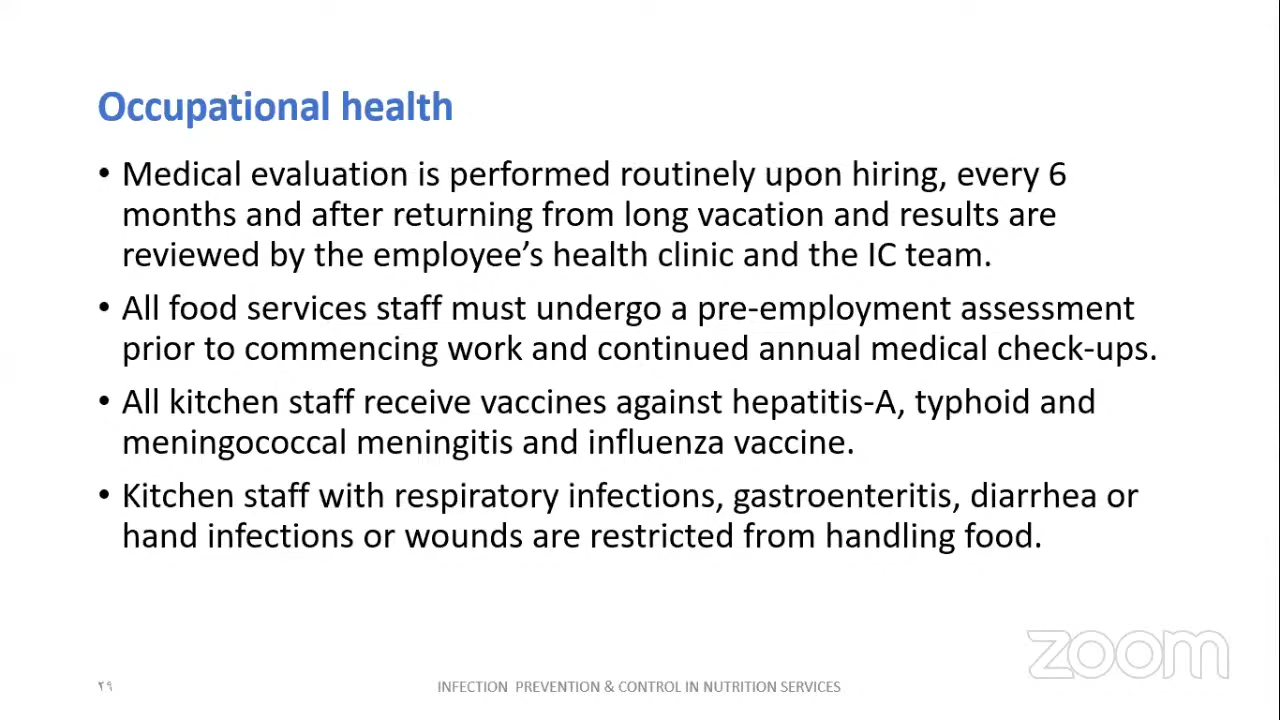 Occupational health
• Medical evaluation is performed routinely upon hiring, every 6
months and after returning from long vacation and results are
reviewed by the employee’s health clinic and the IC team.
• All food services staff must undergo a pre-employment assessment
prior to commencing work and continued annual medical check-ups.
• All kitchen staff receive vaccines against hepatitis-A, typhoid and
meningococcal meningitis and influenza vaccine.
• Kitchen staff with respiratory infections, gastroenteritis, diarrhea or
hand infections or wounds are restricted from handling food.
zoom
٢٩
INFECTION PREVENTION & CONTROL IN NUTRITION SERVICES